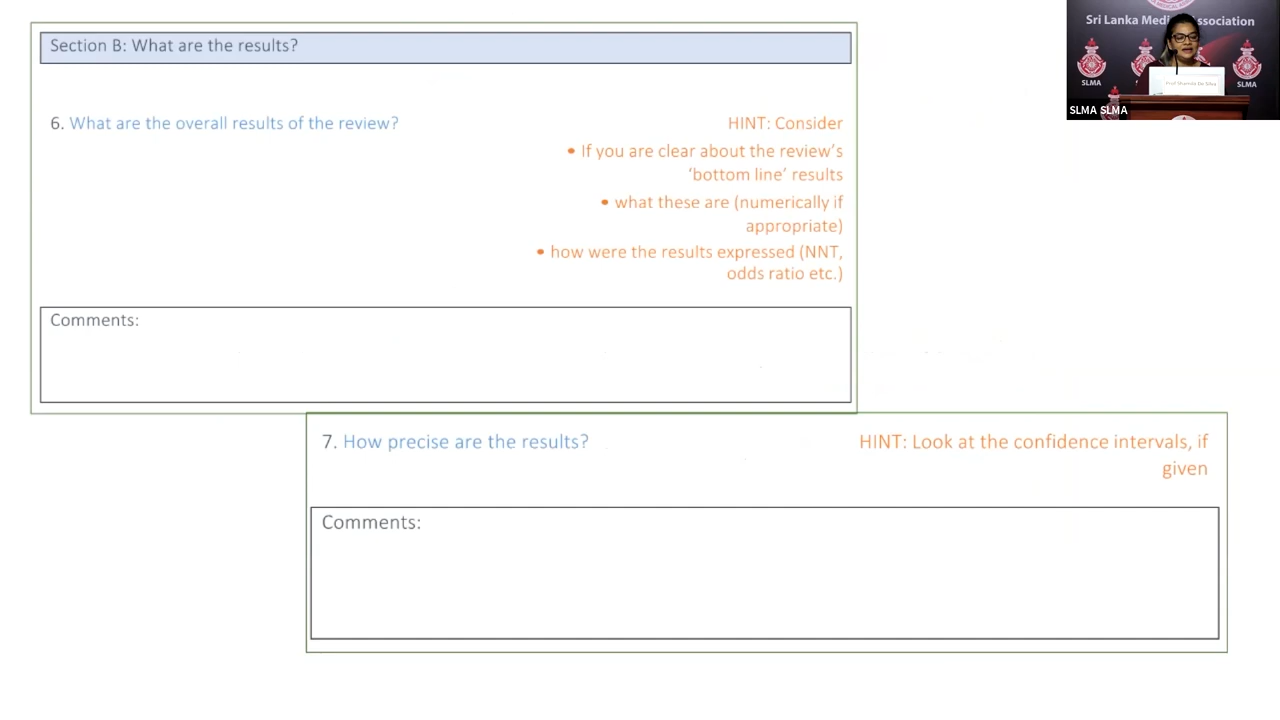 Section B: What are the results?
6. What are the overall results of the review?
HINT: Consider
• If you are clear about the review’s
‘bottom line’ results
• what these are (numerically if
appropriate)
• how were the results expressed (NNT,
odds ratio etc.)
Comments:
7. How precise are the results?
HINT: Look at the confidence intervals, if
given
Comments:
Sri Lanka Medi ssociation
SLMA
SLMA
SLMA SLMA